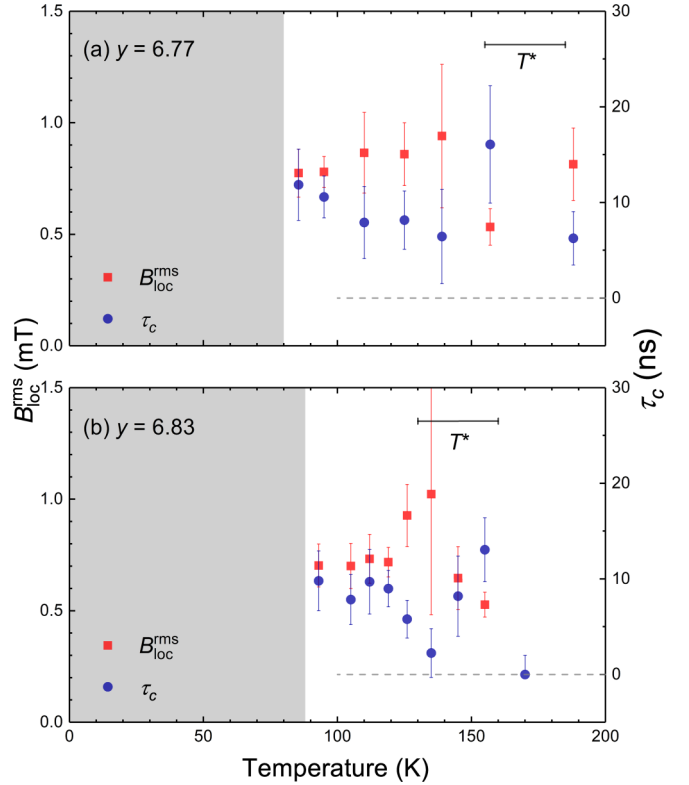 (a) y = 6.77
T*
B_loc^rms
τ_c
1.5
1.0
0.5
0.0
30
20
10
0
(b) y = 6.83
T*
B_loc^rms
τ_c
1.5
1.0
0.5
0.0
30
20
10
0
0
50
100
150
200
B_loc^rms (mT)
τ_c (ns)
Temperature (K)